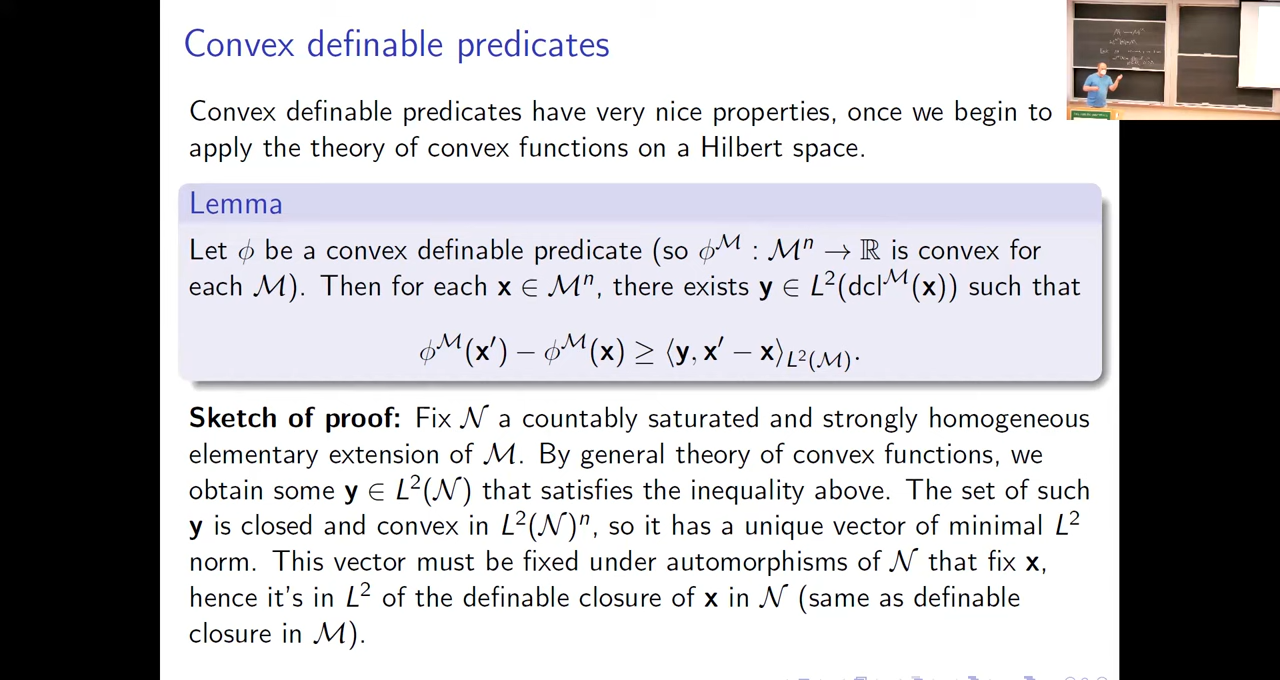 Convex definable predicates
Convex definable predicates have very nice properties, once we begin to
apply the theory of convex functions on a Hilbert space.
Lemma
Let ϕ be a convex definable predicate (so ϕ^ℳ : ℳⁿ → ℝ is convex for
each ℳ). Then for each x ∈ ℳⁿ, there exists y ∈ L²(dcl^ℳ(x)) such that
ϕ^ℳ(x′) − ϕ^ℳ(x) ≥ ⟨y, x′ − x⟩_{L²(ℳ)}.
Sketch of proof: Fix 𝒩 a countably saturated and strongly homogeneous
elementary extension of ℳ. By general theory of convex functions, we
obtain some y ∈ L²(𝒩) that satisfies the inequality above. The set of such
y is closed and convex in L²(𝒩)ⁿ, so it has a unique vector of minimal L²
norm. This vector must be fixed under automorphisms of 𝒩 that fix x,
hence it's in L² of the definable closure of x in 𝒩 (same as definable
closure in ℳ).